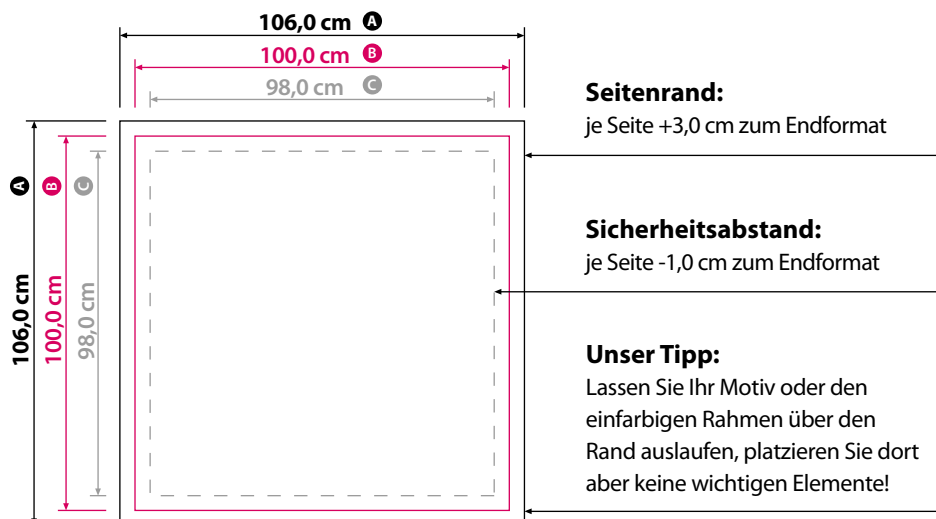 106,0 cm A
100,0 cm B
98,0 cm C
A
B
C
106,0 cm
100,0 cm
98,0 cm
Seitenrand:
je Seite +3,0 cm zum Endformat
Sicherheitsabstand:
je Seite -1,0 cm zum Endformat
Unser Tipp:
Lassen Sie Ihr Motiv oder den
einfarbigen Rahmen über den
Rand auslaufen, platzieren Sie dort
aber keine wichtigen Elemente!